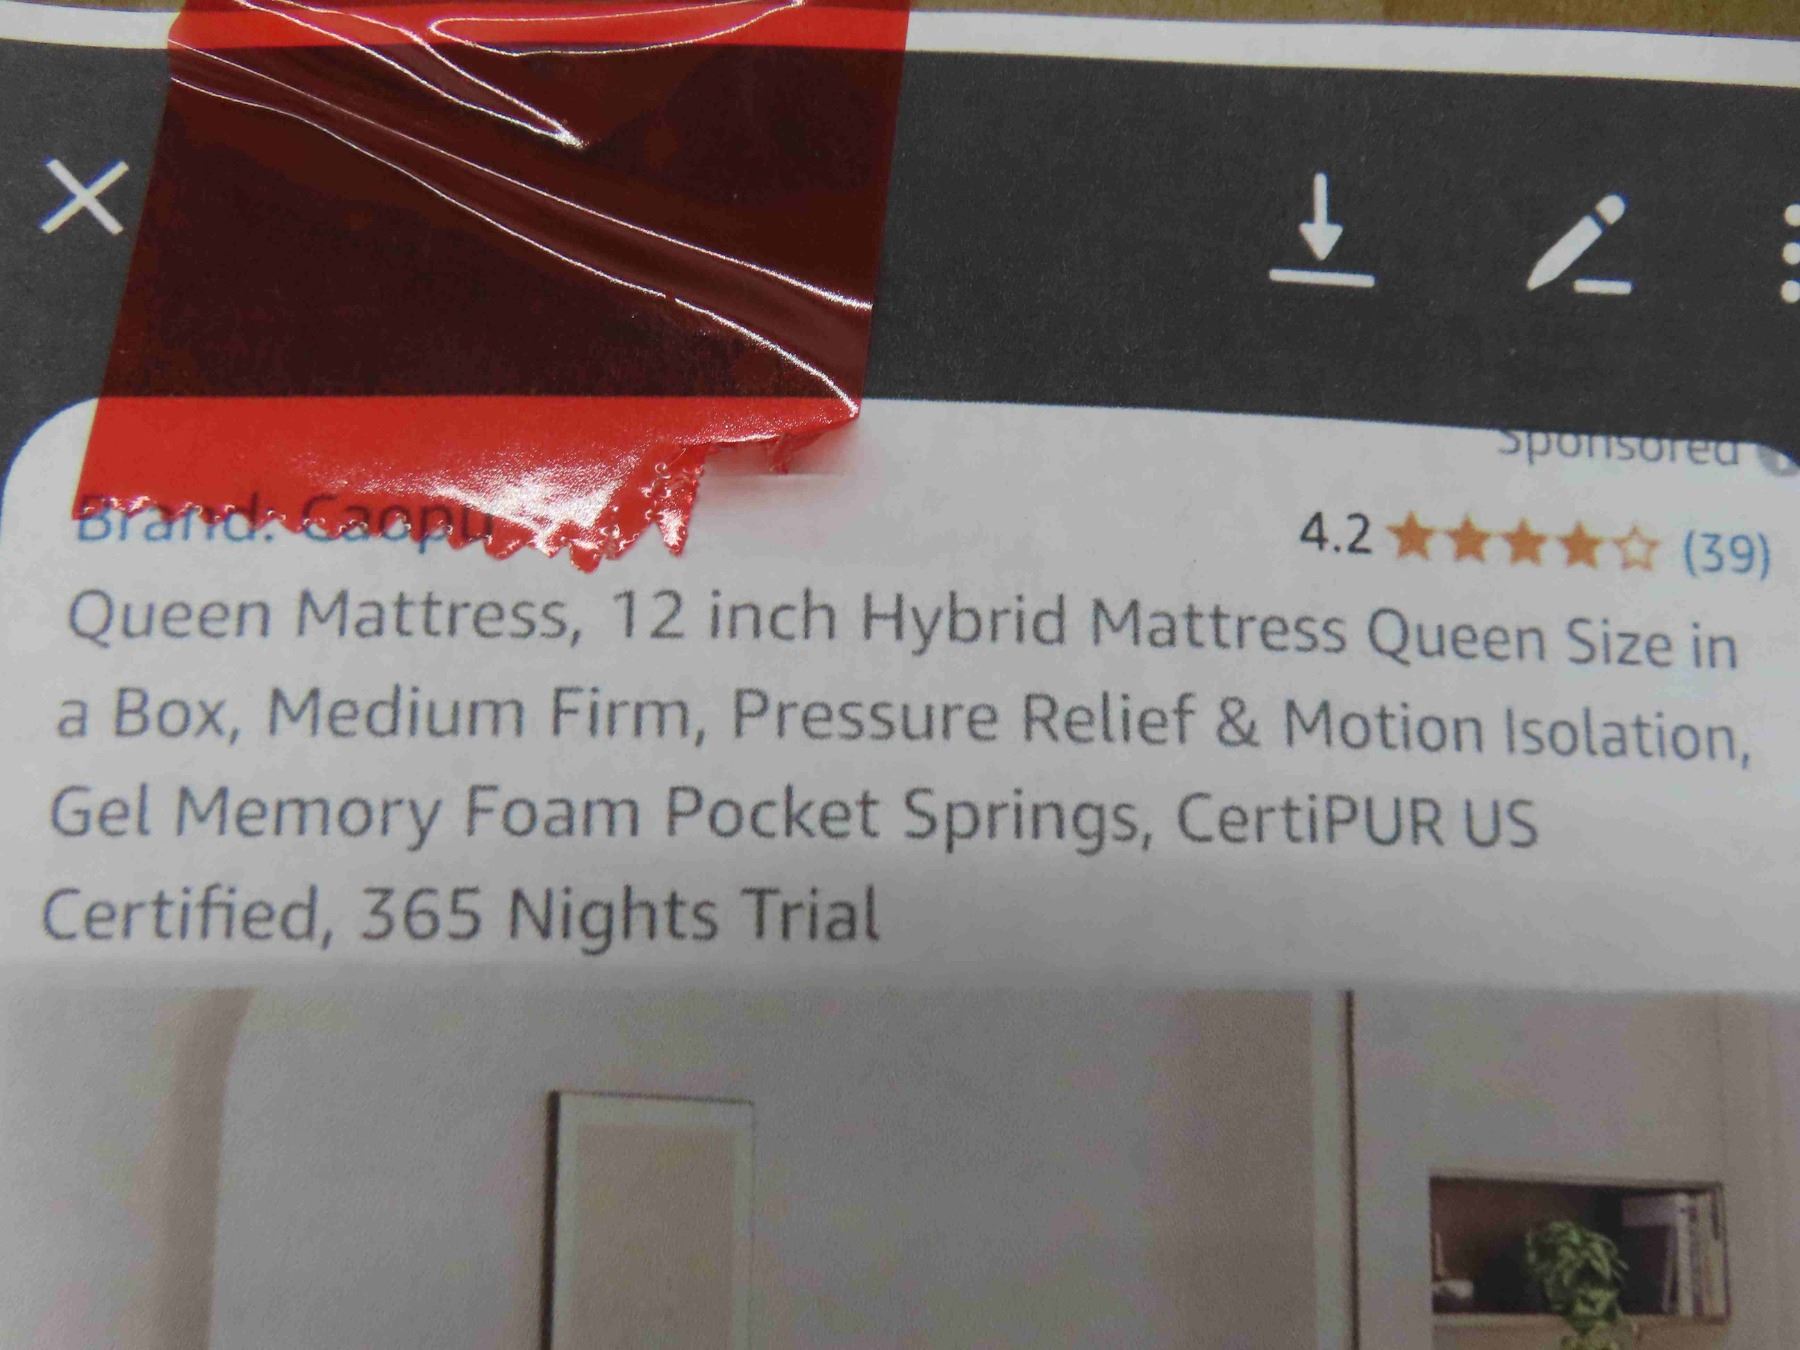 Sponsored
Brand: Caopu
4.2 (39)
Queen Mattress, 12 inch Hybrid Mattress Queen Size in
a Box, Medium Firm, Pressure Relief & Motion Isolation,
Gel Memory Foam Pocket Springs, CertiPUR US
Certified, 365 Nights Trial